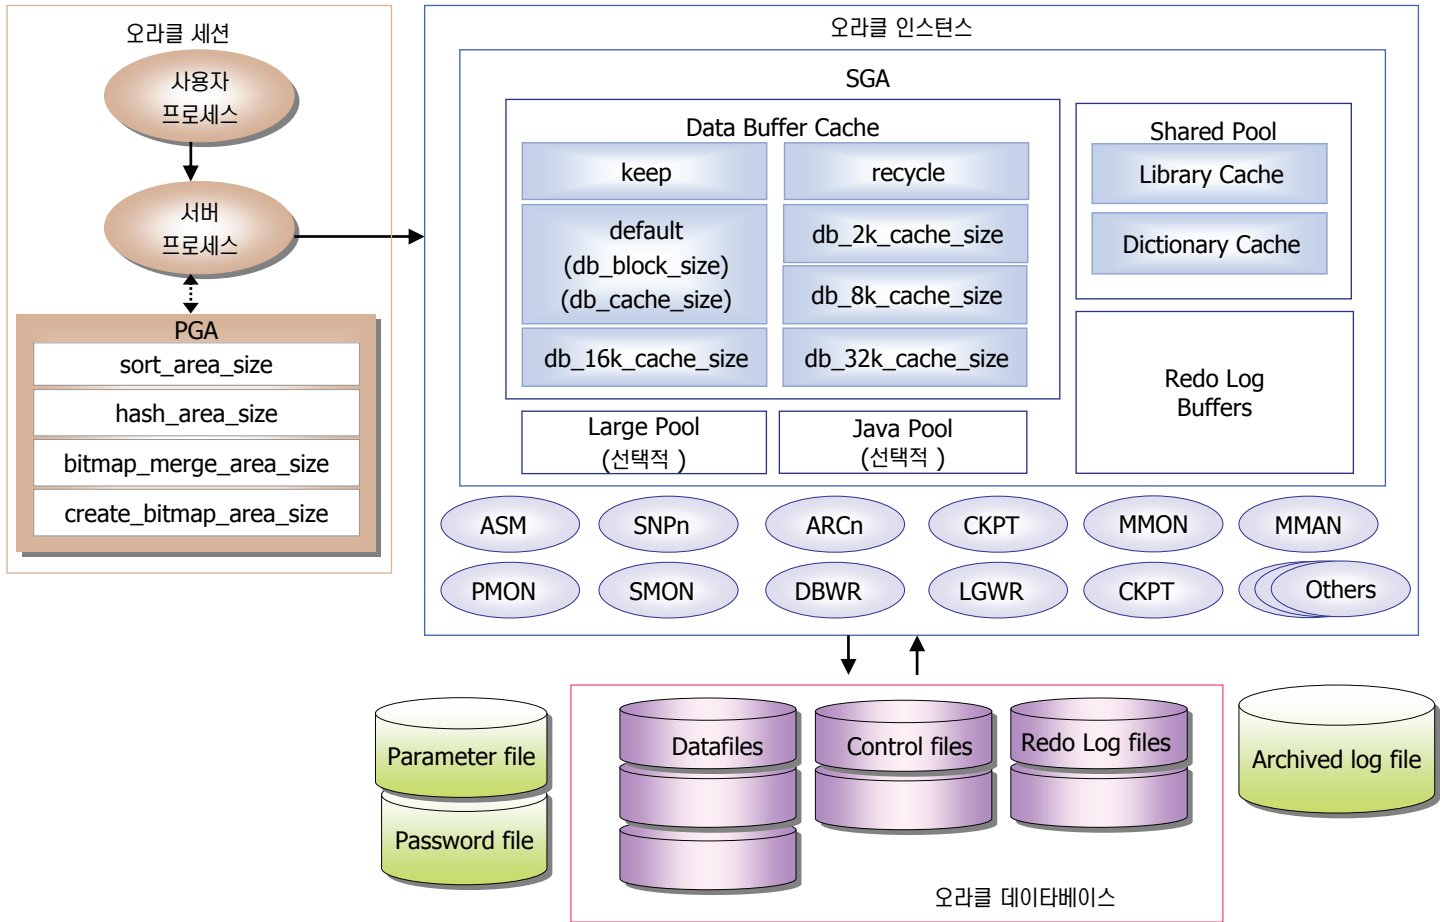 오라클 세션
사용자
프로세스
서버
프로세스
PGA
sort_area_size
hash_area_size
bitmap_merge_area_size
create_bitmap_area_size
오라클 인스턴스
SGA
Data Buffer Cache
keep
recycle
default
(db_block_size)
(db_cache_size)
db_2k_cache_size
db_8k_cache_size
db_16k_cache_size
db_32k_cache_size
Shared Pool
Library Cache
Dictionary Cache
Redo Log
Buffers
Large Pool
(선택적 )
Java Pool
(선택적 )
ASM
SNPn
ARCn
CKPT
MMON
MMAN
PMON
SMON
DBWR
LGWR
CKPT
Others
Parameter file
Password file
Datafiles
Control files
Redo Log files
오라클 데이타베이스
Archived log file